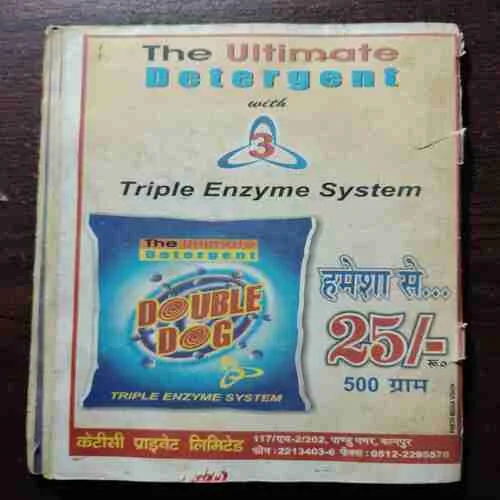 The Ultimate
Detergent
with
3
Triple Enzyme System
The Ultimate
Detergent
DOUBLE
DOG
TRIPLE ENZYME SYSTEM
हमेशा से...
25/-
रु.
500 ग्राम
केटीसी प्राइवेट लिमिटेड
117/एच-2/202, पाण्डु नगर, कानपुर
फोन : 2213403-6 फैक्स : 0512-2295570